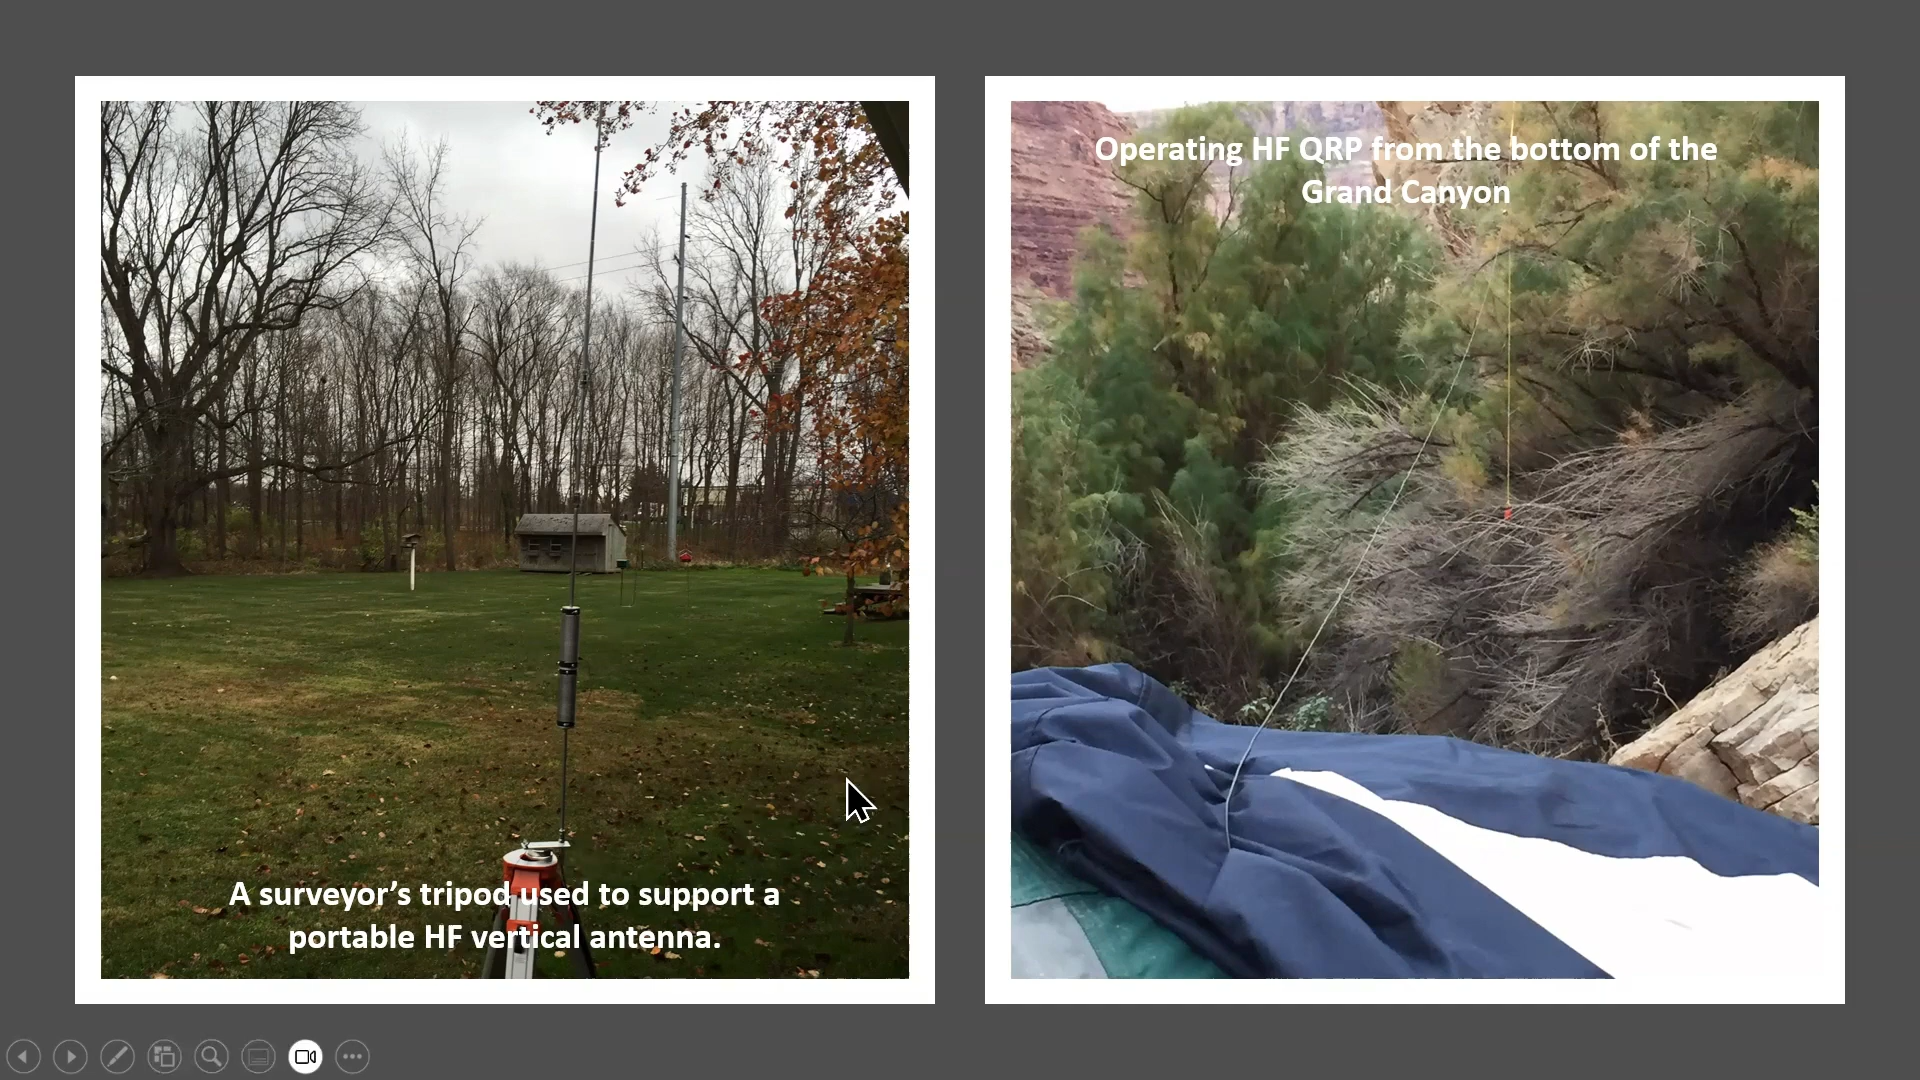 A surveyor’s tripod used to support a
portable HF vertical antenna.
Operating HF QRP from the bottom of the
Grand Canyon